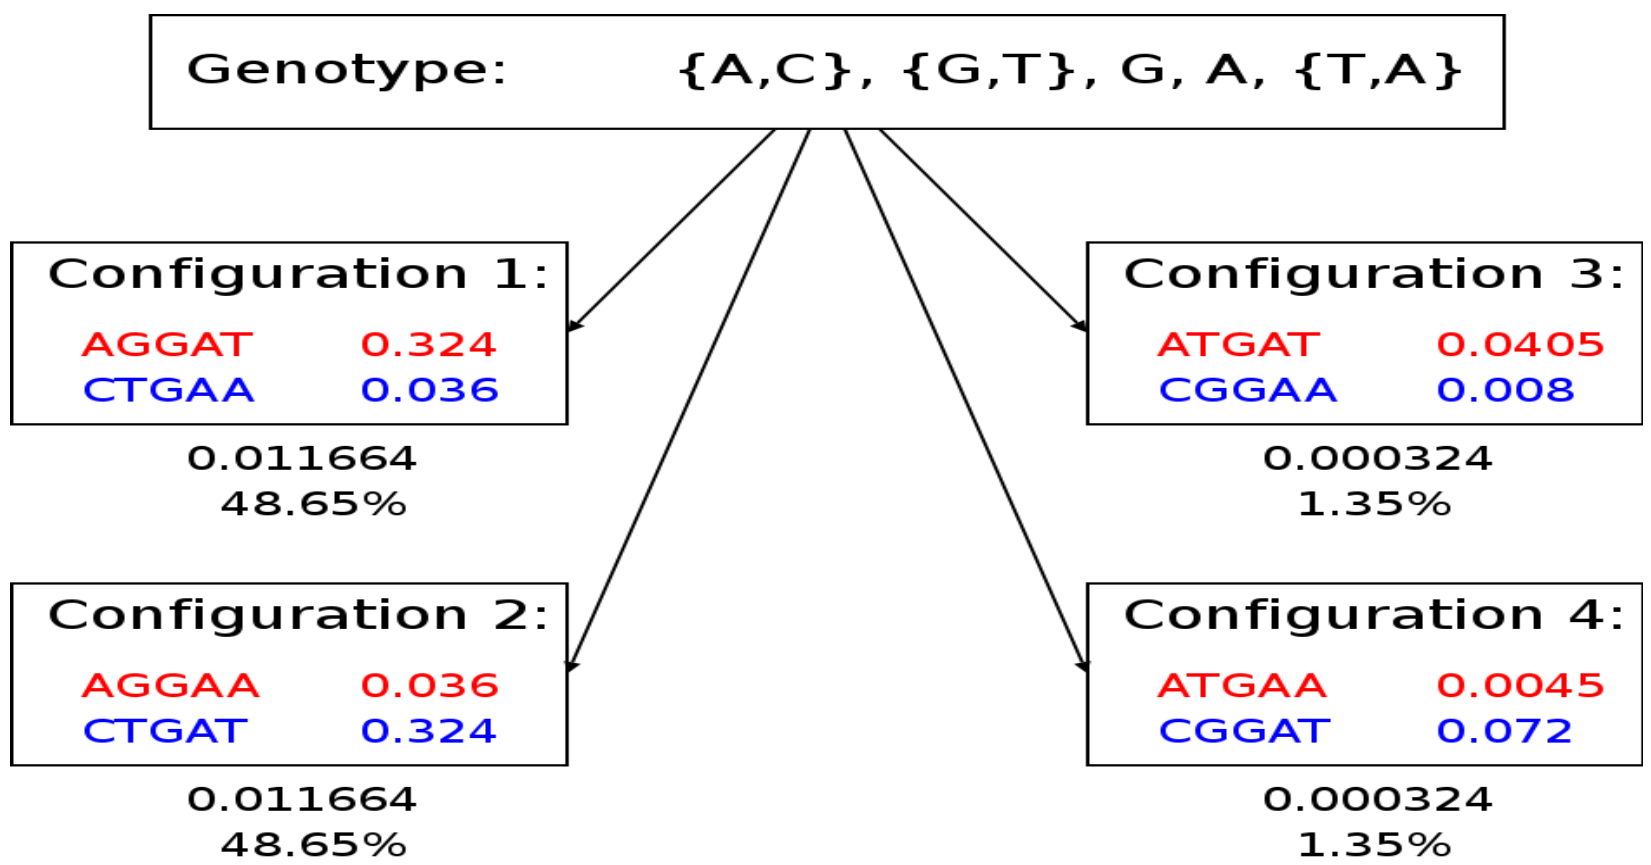 Genotype: {A,C}, {G,T}, G, A, {T,A}
Configuration 1:
AGGAT 0.324
CTGAA 0.036
0.011664
48.65%
Configuration 2:
AGGAA 0.036
CTGAT 0.324
0.011664
48.65%
Configuration 3:
ATGAT 0.0405
CGGAA 0.008
0.000324
1.35%
Configuration 4:
ATGAA 0.0045
CGGAT 0.072
0.000324
1.35%